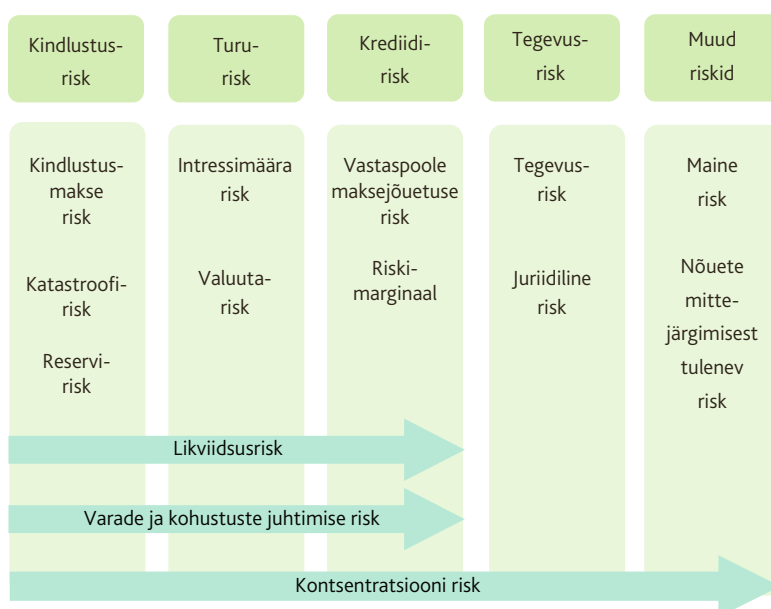 Kindlustus-
risk
Turu-
risk
Krediidi-
risk
Tegevus-
risk
Muud
riskid
Kindlustus-
makse
risk
Katastroofi-
risk
Reservi-
risk
Intressimäära
risk
Valuuta-
risk
Vastaspoole
maksejõuetuse
risk
Riski-
marginaal
Tegevus-
risk
Juriidiline
risk
Maine
risk
Nõuete
mitte-
järgimisest
tulenev
risk
Likviidsusrisk
Varade ja kohustuste juhtimise risk
Kontsentratsiooni risk